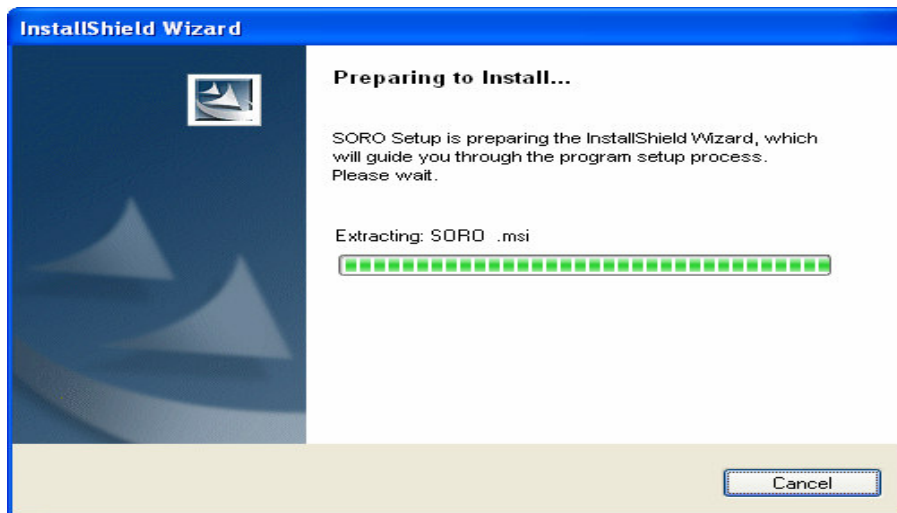 InstallShield Wizard
Preparing to Install...
SORO Setup is preparing the InstallShield Wizard, which
will guide you through the program setup process.
Please wait.
Extracting: SORO .msi
Cancel